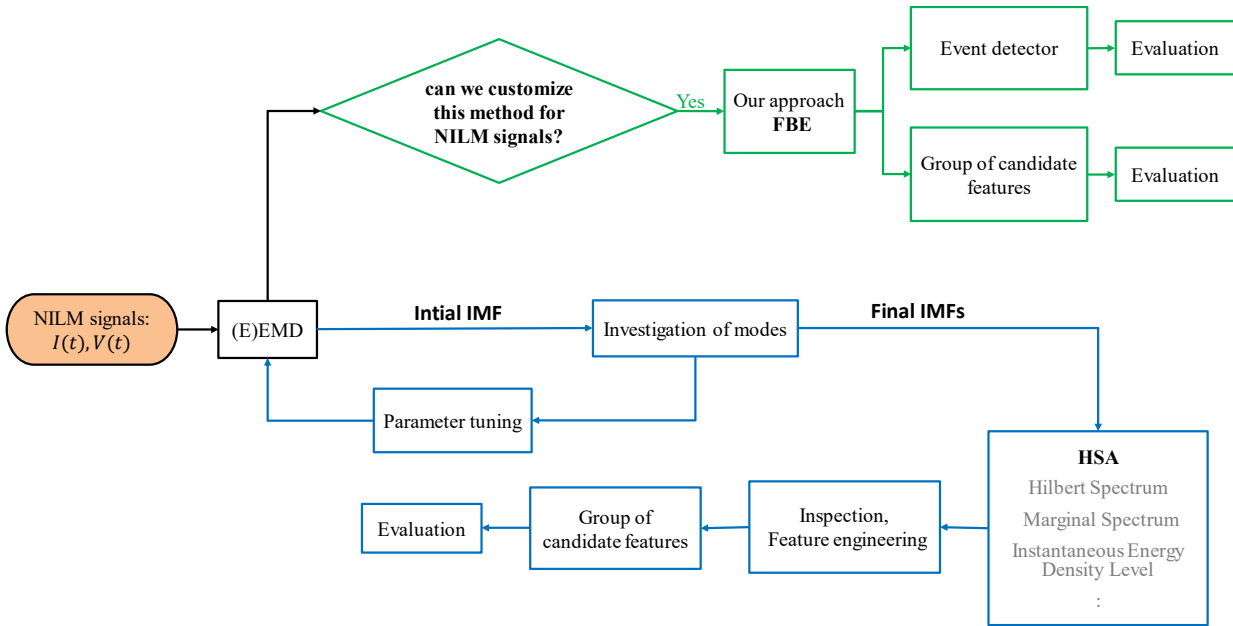 can we customize
this method for
NILM signals?
Yes
Our approach
FBE
Event detector
Evaluation
Group of candidate
features
Evaluation
NILM signals:
I(t), V(t)
(E)EMD
Intial IMF
Investigation of modes
Final IMFs
Parameter tuning
HSA
Hilbert Spectrum
Marginal Spectrum
Instantaneous Energy
Density Level
:
Inspection,
Feature engineering
Group of
candidate features
Evaluation